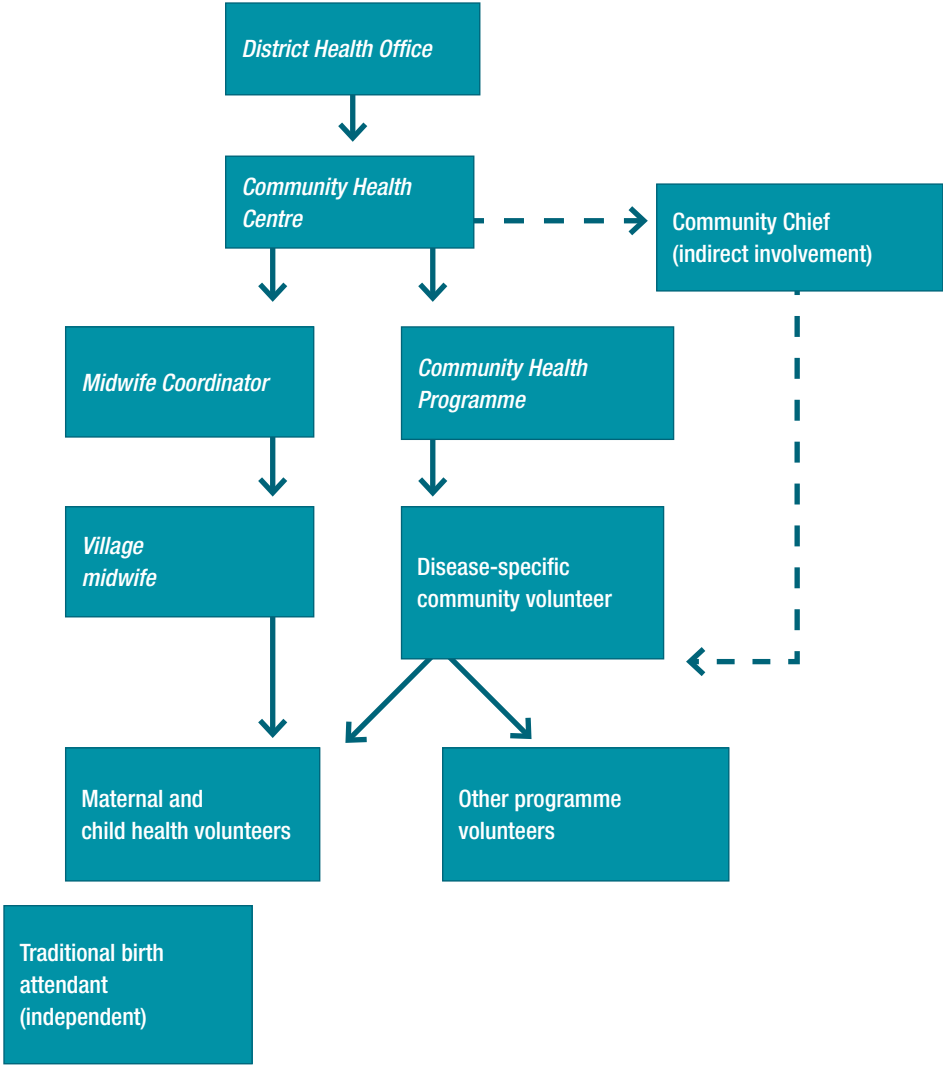 District Health Office
Community Health
Centre
Community Chief
(indirect involvement)
Midwife Coordinator
Community Health
Programme
Village
midwife
Disease-specific
community volunteer
Maternal and
child health volunteers
Other programme
volunteers
Traditional birth
attendant
(independent)